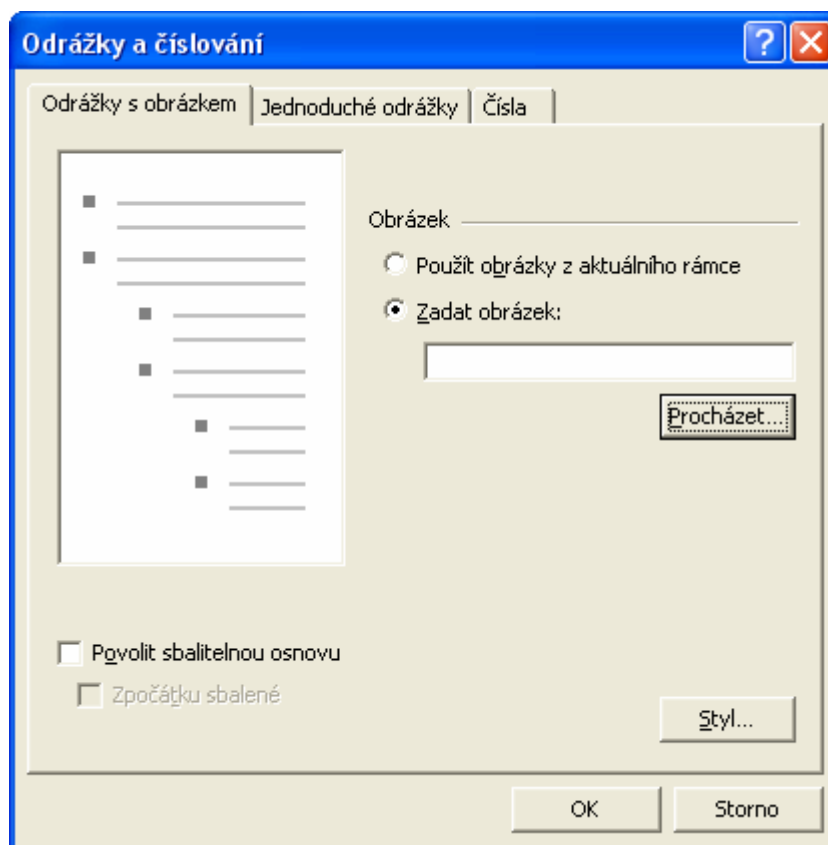 Odrážky a číslování
Odrážky s obrázkem Jednoduché odrážky Čísla
Obrázek
Použít obrázky z aktuálního rámce
Zadat obrázek:
Procházet...
Povolit sbalitelnou osnovu
Zpočátku sbalené
Styl...
OK Storno